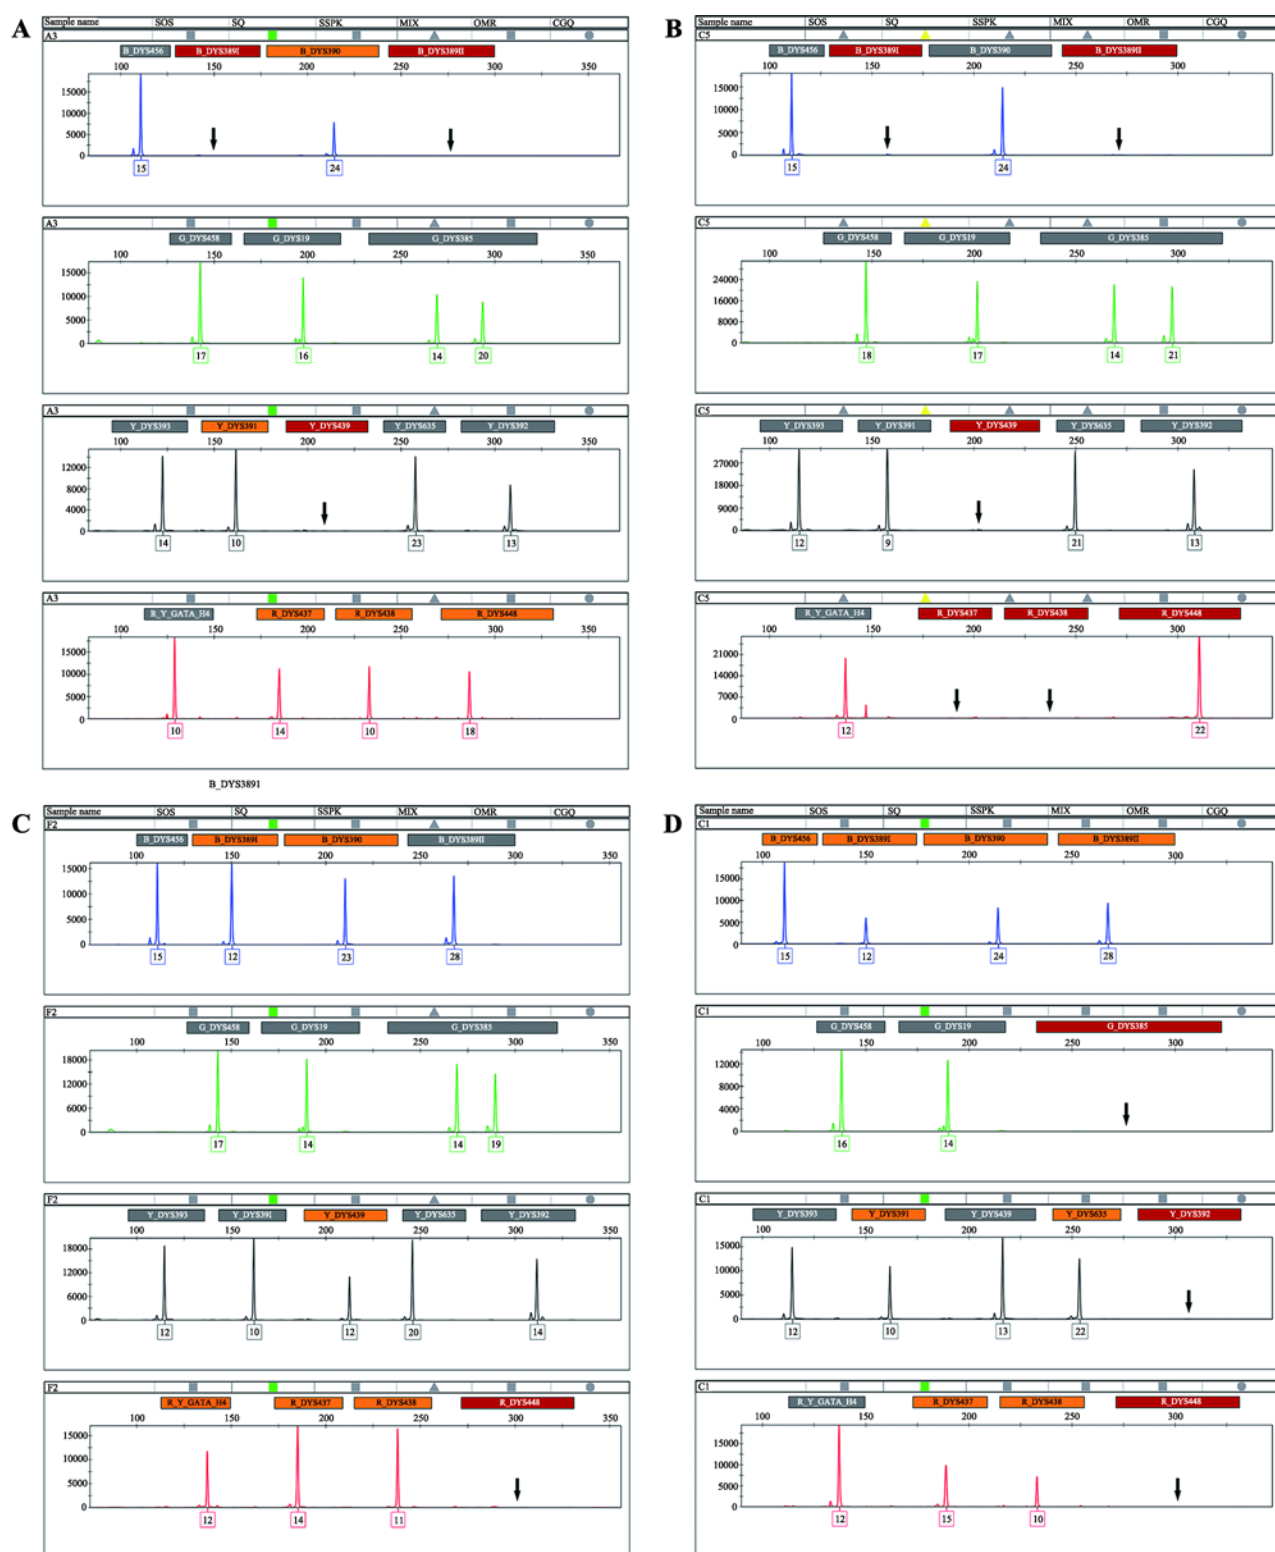 A
Sample name SOS SQ SSPK MIX OMR CGQ
A3
B_DYS456 B_DYS389I B_DYS390 B_DYS389II
100 150 200 250 300 350
15000
10000
5000
0
15 24
A3
G_DYS458 G_DYS19 G_DYS385
100 150 200 250 300 350
15000
10000
5000
0
17 16 14 20
A3
Y_DYS393 Y_DYS391 Y_DYS439 Y_DYS635 Y_DYS392
100 150 200 250 300 350
12000
8000
4000
0
14 10 23 13
A3
R_Y_GATA_H4 R_DYS437 R_DYS438 R_DYS448
100 150 200 250 300 350
15000
10000
5000
0
10 14 10 18
B_DYS3891
B
Sample name SOS SQ SSPK MIX OMR CGQ
C5
B_DYS456 B_DYS389I B_DYS390 B_DYS389II
100 150 200 250 300
15000
10000
5000
0
15 24
C5
G_DYS458 G_DYS19 G_DYS385
100 150 200 250 300
24000
16000
8000
0
18 17 14 21
C5
Y_DYS393 Y_DYS391 Y_DYS439 Y_DYS635 Y_DYS392
100 150 200 250 300
27000
18000
9000
0
12 9 21 13
C5
R_Y_GATA_H4 R_DYS437 R_DYS438 R_DYS448
100 150 200 250 300
21000
14000
7000
0
12 22
C
Sample name SOS SQ SSPK MIX OMR CGQ
F2
B_DYS456 B_DYS389I B_DYS390 B_DYS389II
100 150 200 250 300 350
15000
10000
5000
0
15 12 23 28
F2
G_DYS458 G_DYS19 G_DYS385
100 150 200 250 300 350
18000
12000
6000
0
17 14 14 19
F2
Y_DYS393 Y_DYS391 Y_DYS439 Y_DYS635 Y_DYS392
100 150 200 250 300 350
18000
12000
6000
0
12 10 12 20 14
F2
R_Y_GATA_H4 R_DYS437 R_DYS438 R_DYS448
100 150 200 250 300 350
15000
10000
5000
0
12 14 11
D
Sample name SOS SQ SSPK MIX OMR CGQ
C1
B_DYS456 B_DYS389I B_DYS390 B_DYS389II
100 150 200 250 300
15000
10000
5000
0
15 12 24 28
C1
G_DYS458 G_DYS19 G_DYS385
100 150 200 250 300
12000
8000
4000
0
16 14
C1
Y_DYS393 Y_DYS391 Y_DYS439 Y_DYS635 Y_DYS392
100 150 200 250 300
15000
10000
5000
0
12 10 13 22
C1
R_Y_GATA_H4 R_DYS437 R_DYS438 R_DYS448
100 150 200 250 300
15000
10000
5000
0
12 15 10